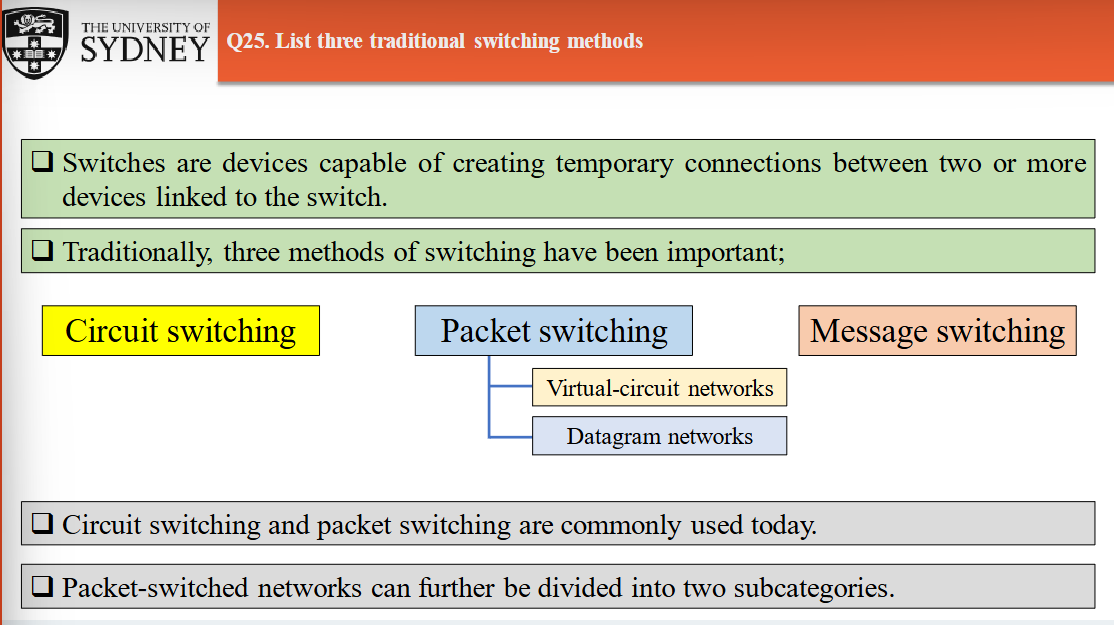 THE UNIVERSITY OF
SYDNEY
Q25. List three traditional switching methods
❑ Switches are devices capable of creating temporary connections between two or more
devices linked to the switch.
❑ Traditionally, three methods of switching have been important;
Circuit switching
Packet switching
Message switching
Virtual-circuit networks
Datagram networks
❑ Circuit switching and packet switching are commonly used today.
❑ Packet-switched networks can further be divided into two subcategories.